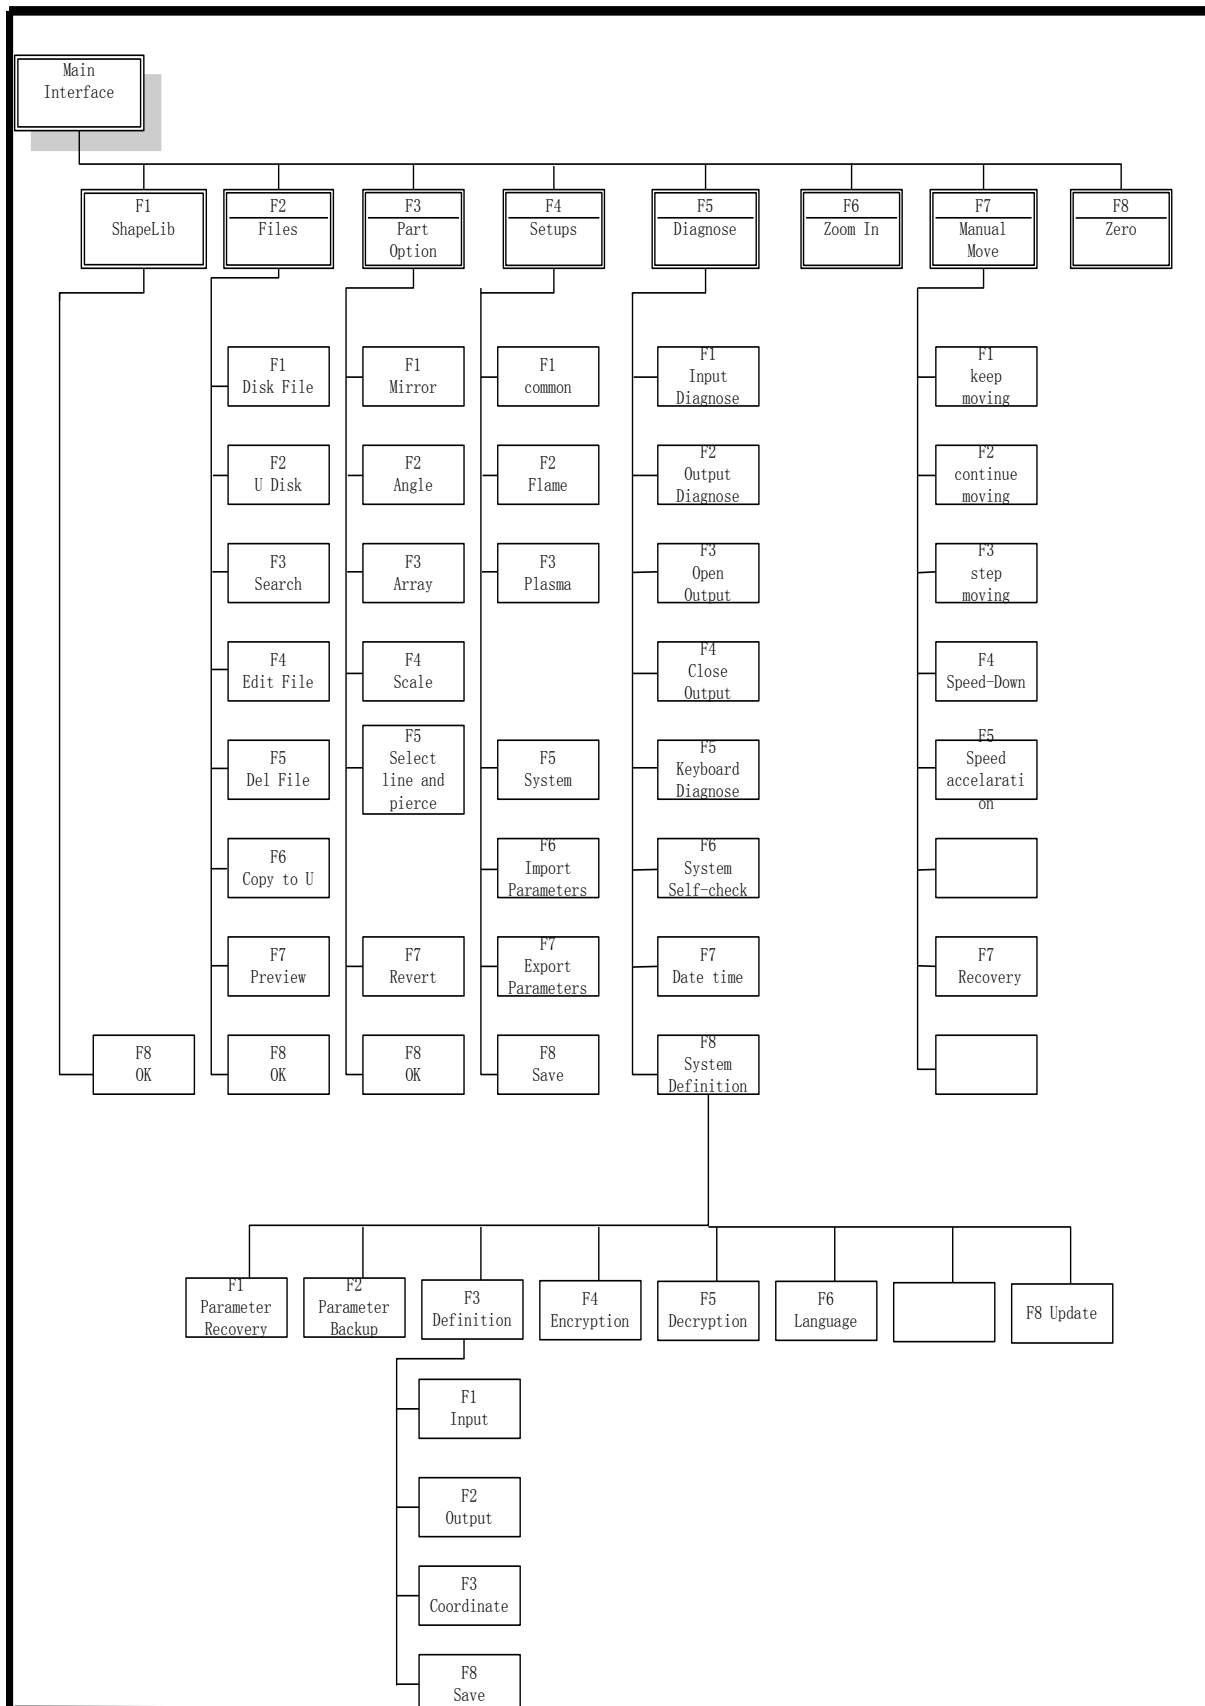 Main
Interface
F1
ShapeLib
F2
Files
F3
Part
Option
F4
Setups
F5
Diagnose
F6
Zoom In
F7
Manual
Move
F8
Zero
F8
OK
F1
Disk File
F2
U Disk
F3
Search
F4
Edit File
F5
Del File
F6
Copy to U
F7
Preview
F8
OK
F1
Mirror
F2
Angle
F3
Array
F4
Scale
F5
Select
line and
pierce
F7
Revert
F8
OK
F1
common
F2
Flame
F3
Plasma
F5
System
F6
Import
Parameters
F7
Export
Parameters
F8
Save
F1
Input
Diagnose
F2
Output
Diagnose
F3
Open
Output
F4
Close
Output
F5
Keyboard
Diagnose
F6
System
Self-check
F7
Date time
F8
System
Definition
F1
keep
moving
F2
continue
moving
F3
step
moving
F4
Speed-Down
F5
Speed
accelarati
on
F7
Recovery
F1
Parameter
Recovery
F2
Parameter
Backup
F3
Definition
F4
Encryption
F5
Decryption
F6
Language
F8 Update
F1
Input
F2
Output
F3
Coordinate
F8
Save